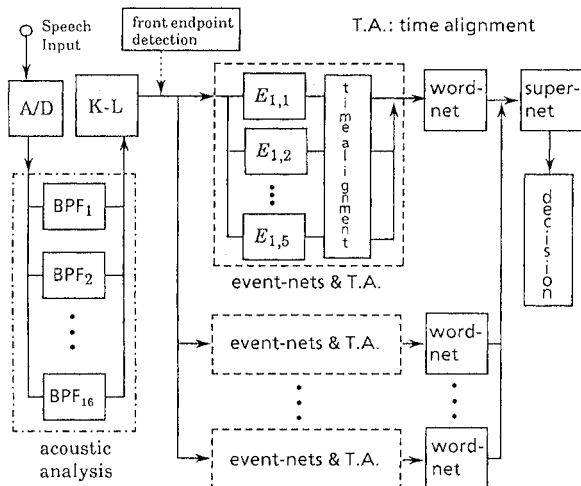 Speech
Input
front endpoint
detection
T.A.: time alignment
A/D
K-L
E1,1
E1,2
E1,5
time alignment
word-
net
super-
net
decision
BPF1
BPF2
BPF16
acoustic
analysis
event-nets & T.A.
event-nets & T.A.
word-
net
event-nets & T.A.
word-
net